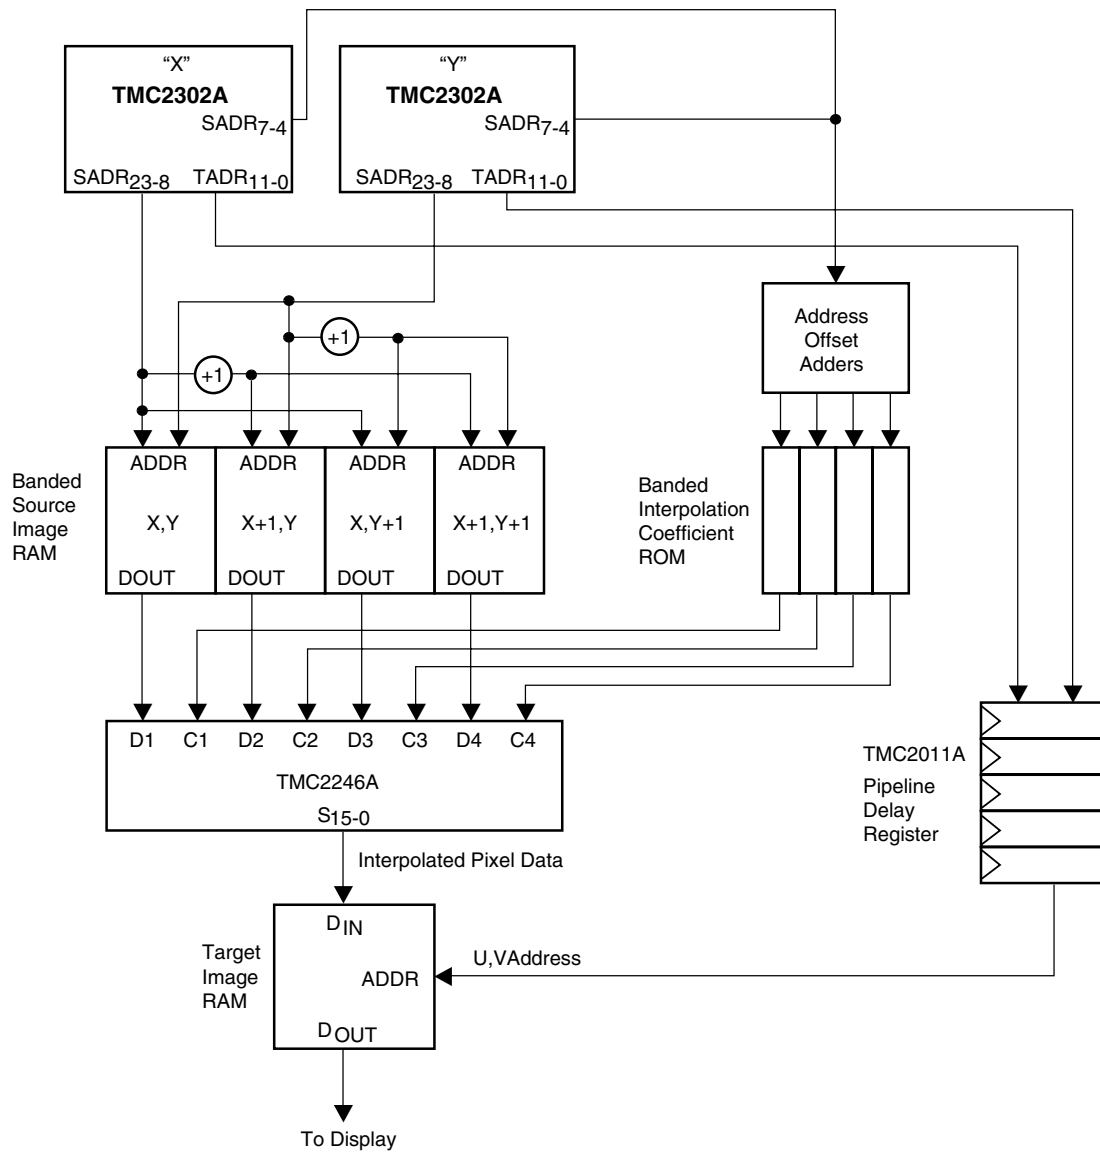 “X”
TMC2302A
SADR7-4
SADR23-8 TADR11-0
“Y”
TMC2302A
SADR7-4
SADR23-8 TADR11-0
Address
Offset
Adders
+1
+1
Banded
Source
Image
RAM
ADDR
X,Y
DOUT
ADDR
X+1,Y
DOUT
ADDR
X,Y+1
DOUT
ADDR
X+1,Y+1
DOUT
Banded
Interpolation
Coefficient
ROM
D1 C1 D2 C2 D3 C3 D4 C4
TMC2246A
S15-0
TMC2011A
Pipeline
Delay
Register
Interpolated Pixel Data
Target
Image
RAM
DIN
ADDR
DOUT
U,VAddress
To Display